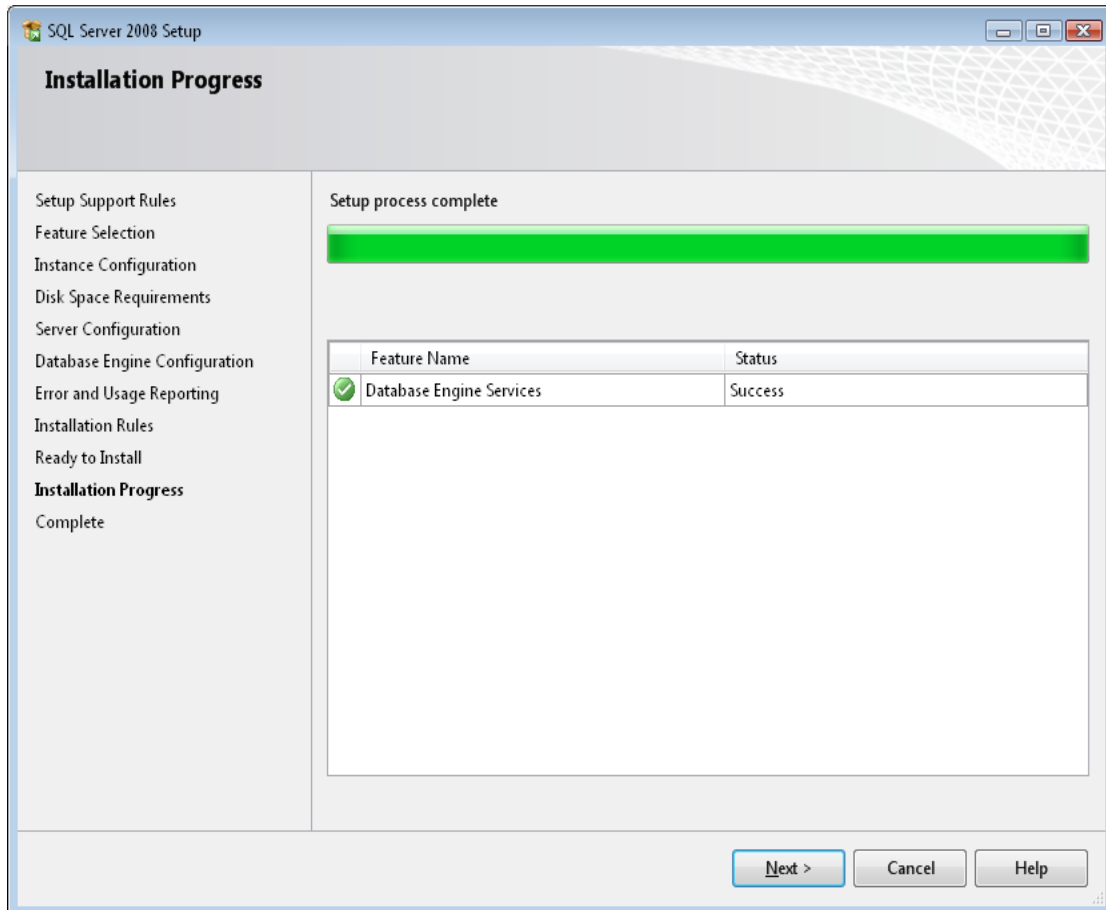 SQL Server 2008 Setup
Installation Progress
Setup Support Rules
Feature Selection
Instance Configuration
Disk Space Requirements
Server Configuration
Database Engine Configuration
Error and Usage Reporting
Installation Rules
Ready to Install
Installation Progress
Complete
Setup process complete
Feature Name Status
Database Engine Services Success
Next > Cancel Help